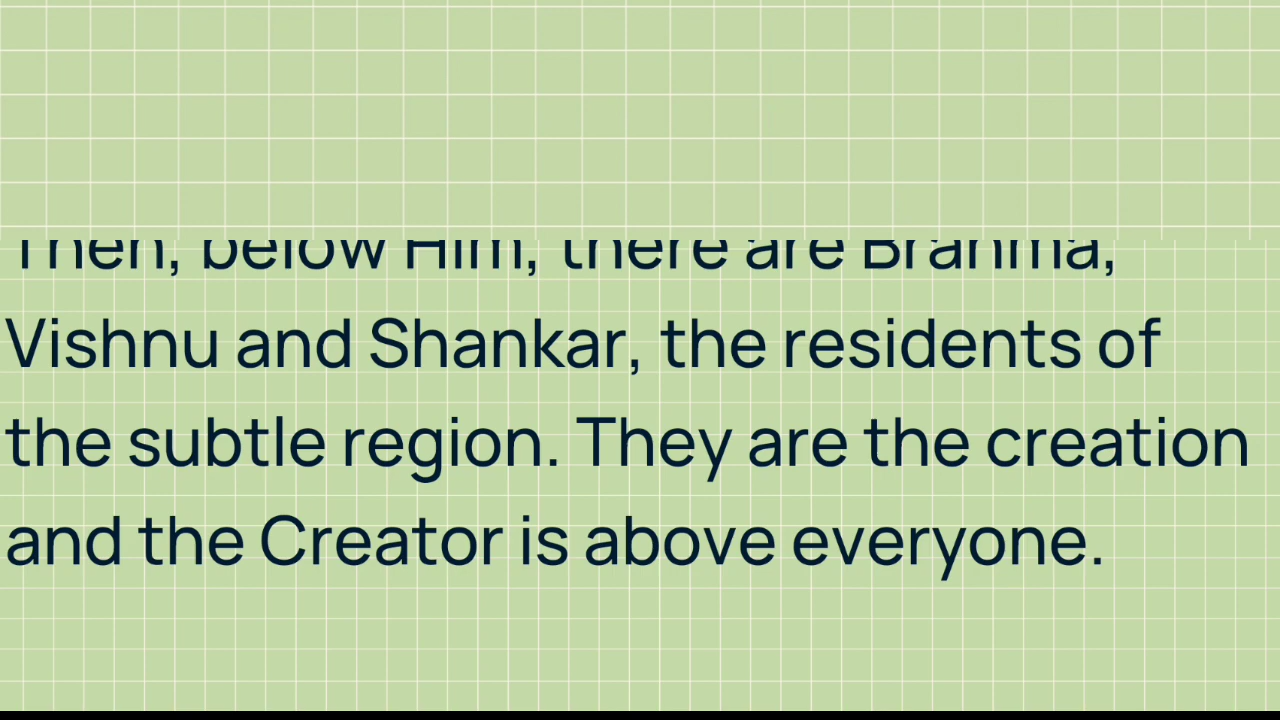 Then, below Him, there are Brahma,
Vishnu and Shankar, the residents of
the subtle region. They are the creation
and the Creator is above everyone.